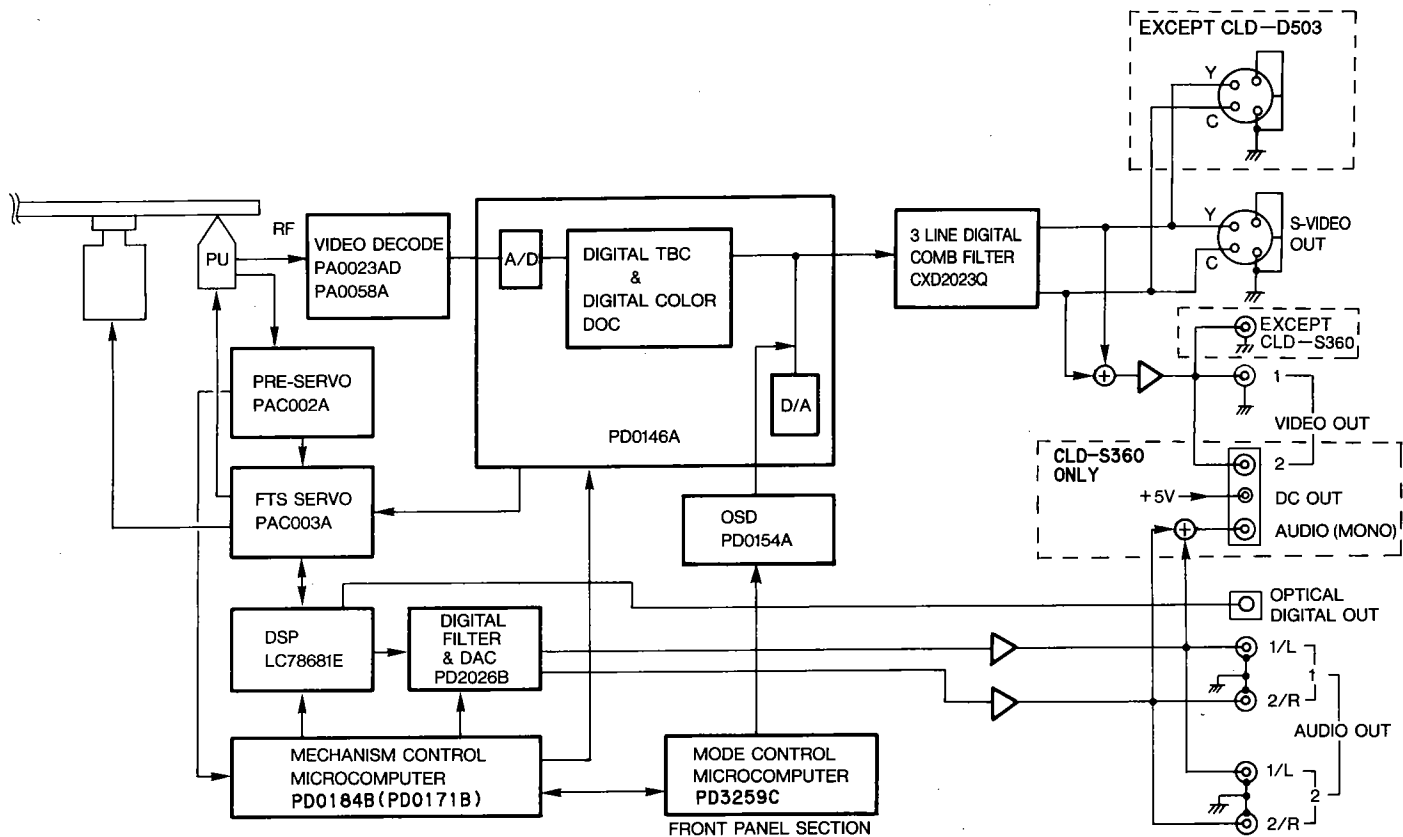 EXCEPT CLD-D503
Y
C
RF
PU
VIDEO DECODE
PA0023AD
PA0058A
A/D
DIGITAL TBC
&
DIGITAL COLOR
DOC
D/A
PD0146A
3 LINE DIGITAL
COMB FILTER
CXD2023Q
Y
C
S-VIDEO
OUT
EXCEPT
CLD-S360
1
VIDEO OUT
2
CLD-S360
ONLY
+5V
DC OUT
AUDIO (MONO)
PRE-SERVO
PAC002A
FTS SERVO
PAC003A
OSD
PD0154A
DSP
LC78681E
DIGITAL
FILTER
& DAC
PD2026B
OPTICAL
DIGITAL OUT
1/L
1
2/R
AUDIO OUT
1/L
2
2/R
MECHANISM CONTROL
MICROCOMPUTER
PD0184B(PD0171B)
MODE CONTROL
MICROCOMPUTER
PD3259C
FRONT PANEL SECTION